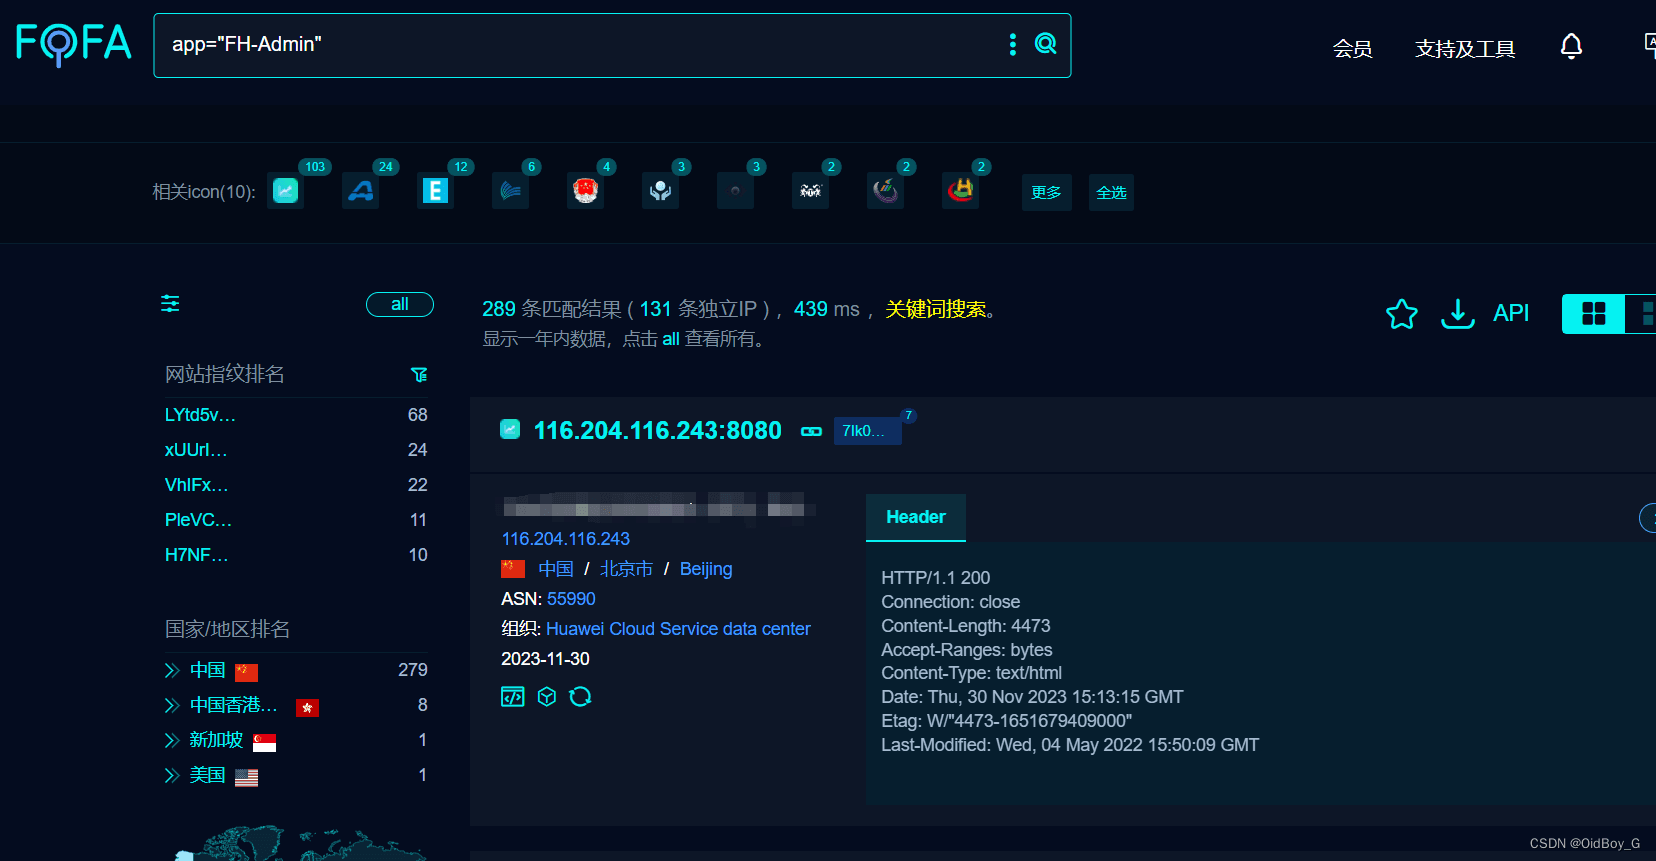 FOFA
app="FH-Admin"
会员
支持及工具
相关icon(10):
103
24
12
6
4
3
3
2
2
2
更多
全选
all
289 条匹配结果 ( 131 条独立IP ) ，439 ms ，关键词搜索。
显示一年内数据，点击 all 查看所有。
API
网站指纹排名
LYtd5v… 68
xUUrl… 24
VhIFx… 22
PleVC… 11
H7NF… 10
国家/地区排名
中国 279
中国香港… 8
新加坡 1
美国 1
116.204.116.243:8080
7lk0…
7
116.204.116.243
中国 / 北京市 / Beijing
ASN: 55990
组织: Huawei Cloud Service data center
2023-11-30
Header
HTTP/1.1 200
Connection: close
Content-Length: 4473
Accept-Ranges: bytes
Content-Type: text/html
Date: Thu, 30 Nov 2023 15:13:15 GMT
Etag: W/"4473-1651679409000"
Last-Modified: Wed, 04 May 2022 15:50:09 GMT
CSDN @OidBoy_G